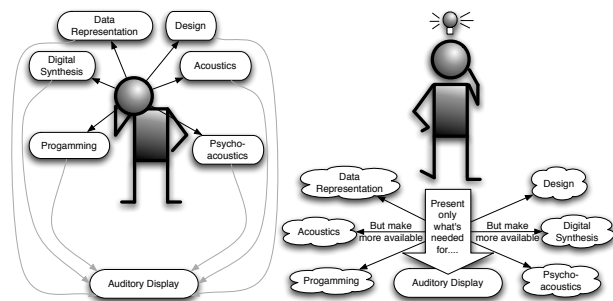 Data
Representation
Design
Digital
Synthesis
Acoustics
Progamming
Psycho-
acoustics
Auditory Display
Data
Representation
Design
Present
only
what's
needed
for....
Acoustics
But make
more available
But make
more available
Digital
Synthesis
Progamming
Psycho-
acoustics
Auditory Display